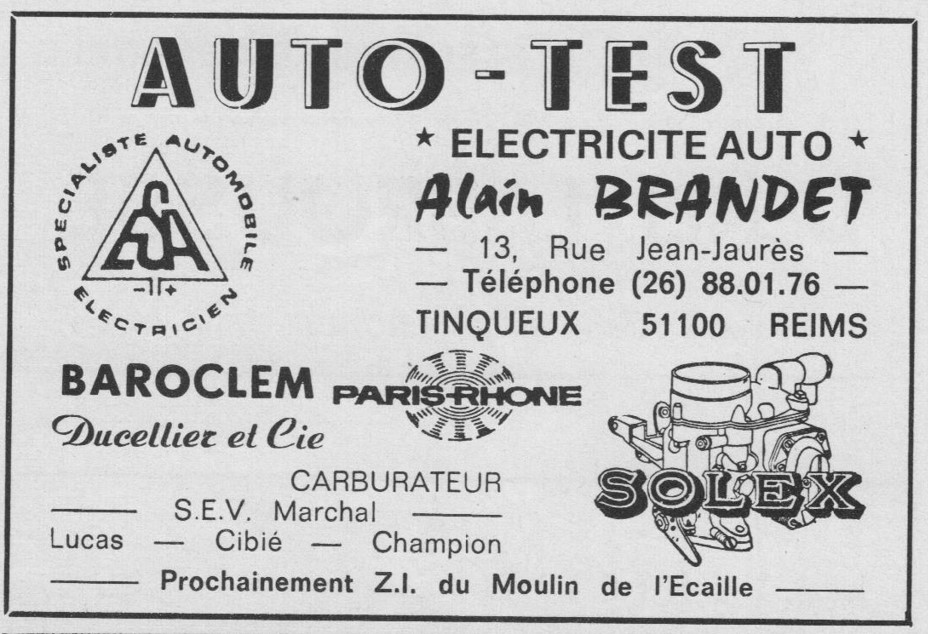 AUTO-TEST
★ ELECTRICITE AUTO ★
Alain BRANDET
— 13, Rue Jean-Jaurès —
— Téléphone (26) 88.01.76 —
TINQUEUX 51100 REIMS
SPECIALISTE AUTOMOBILE
ESA
- +
ELECTRICIEN
BAROCLEM
PARIS-RHONE
Ducellier et Cie
SOLEX
CARBURATEUR
— S.E.V. Marchal —
Lucas — Cibié — Champion
— Prochainement Z.I. du Moulin de l'Ecaille —